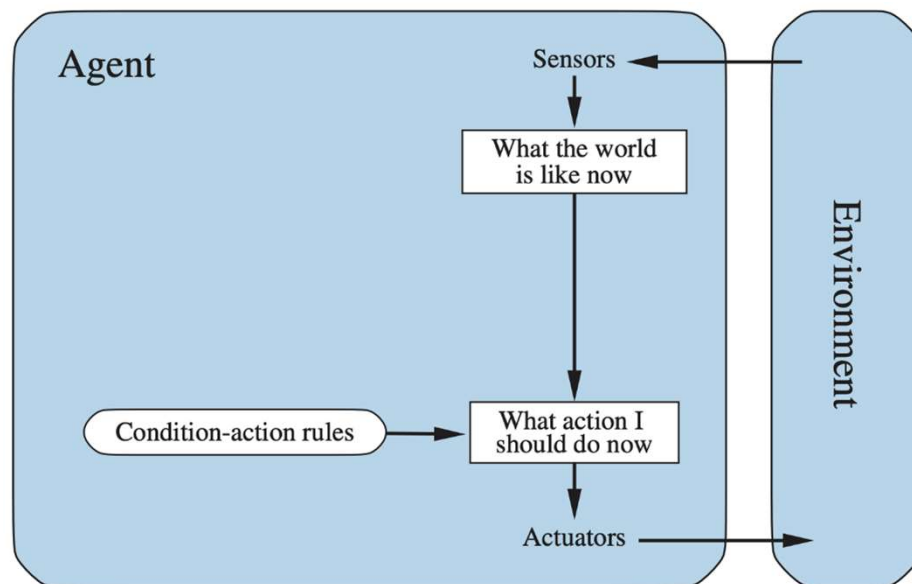 Agent
Sensors
What the world
is like now
Environment
Condition-action rules
What action I
should do now
Actuators